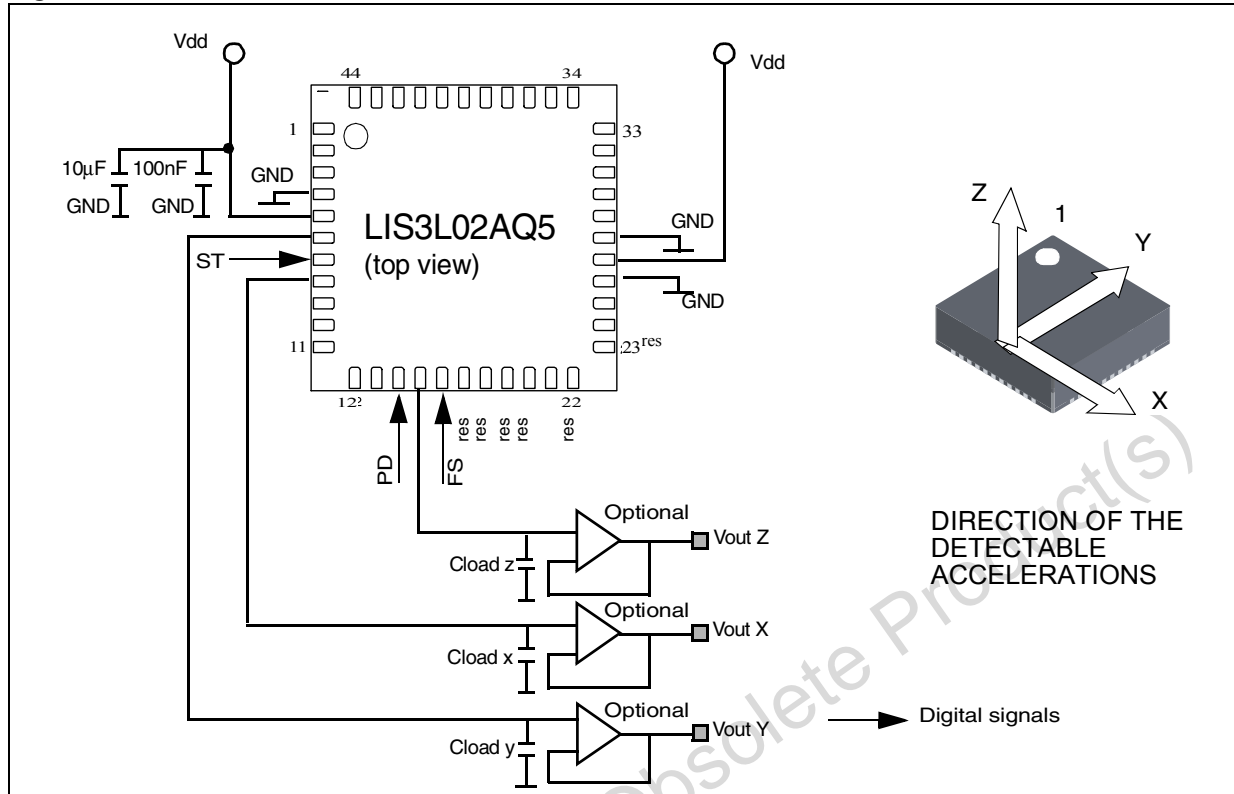 Vdd
Vdd
44
34
1
33
10μF
100nF
GND
GND
GND
GND
LIS3L02AQ5
(top view)
ST
GND
11
23
res
12
22
PD
FS
res
res
res
res
res
Optional
Vout Z
Cload z
Optional
Vout X
Cload x
Optional
Vout Y
Cload y
Digital signals
Z
1
Y
X
DIRECTION OF THE
DETECTABLE
ACCELERATIONS
Obsolete Product(s)